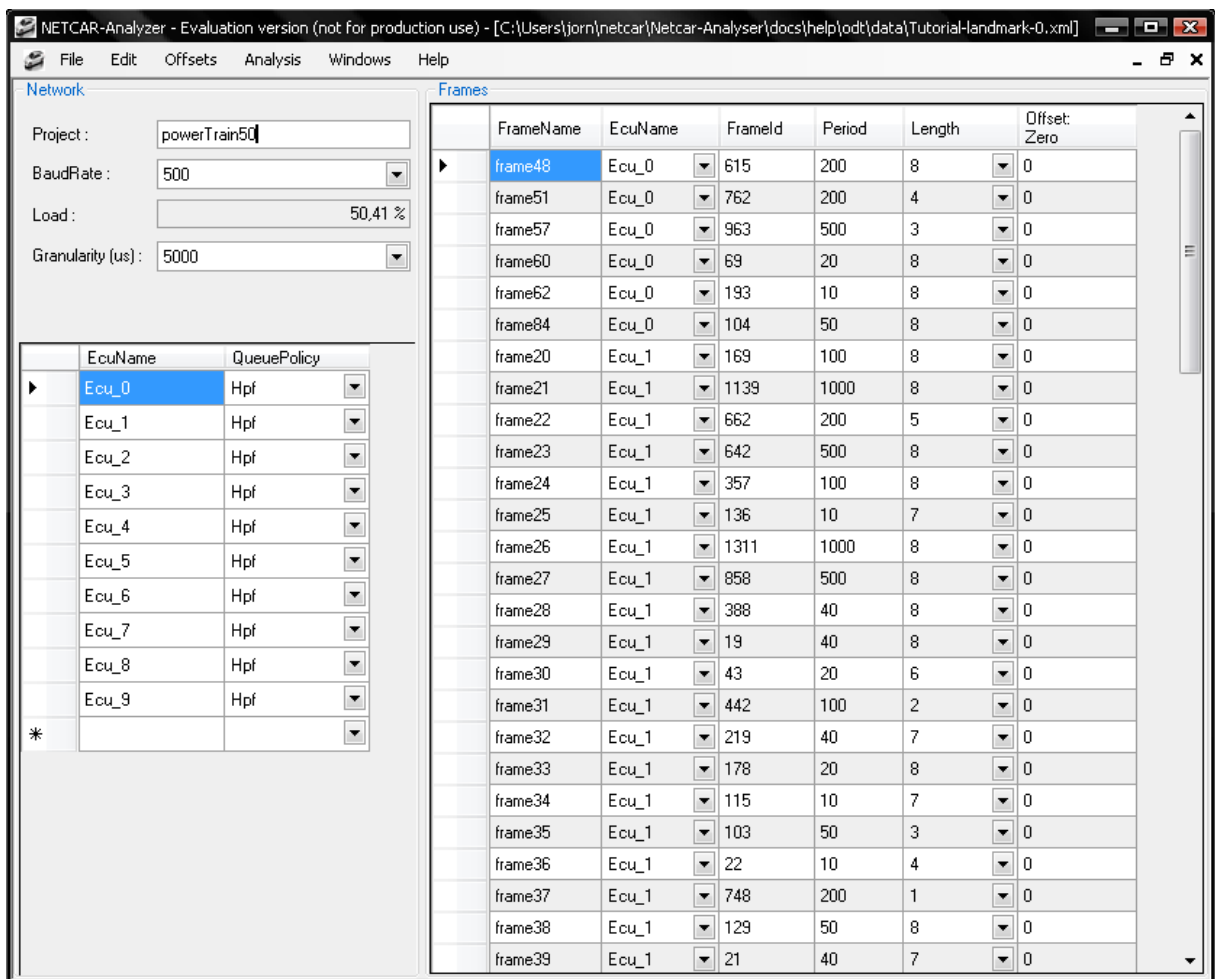 NETCAR-Analyzer - Evaluation version (not for production use) - [C:\Users\jorn\netcar\Netcar-Analyser\docs\help\odt\data\Tutorial-landmark-0.xml]
File Edit Offsets Analysis Windows Help
Network
Project : powerTrain50
BaudRate : 500
Load : 50,41 %
Granularity (us) : 5000
EcuName QueuePolicy
Ecu_0 Hpf
Ecu_1 Hpf
Ecu_2 Hpf
Ecu_3 Hpf
Ecu_4 Hpf
Ecu_5 Hpf
Ecu_6 Hpf
Ecu_7 Hpf
Ecu_8 Hpf
Ecu_9 Hpf
Frames
FrameName EcuName FrameId Period Length Offset: Zero
frame48 Ecu_0 615 200 8 0
frame51 Ecu_0 762 200 4 0
frame57 Ecu_0 963 500 3 0
frame60 Ecu_0 69 20 8 0
frame62 Ecu_0 193 10 8 0
frame84 Ecu_0 104 50 8 0
frame20 Ecu_1 169 100 8 0
frame21 Ecu_1 1139 1000 8 0
frame22 Ecu_1 662 200 5 0
frame23 Ecu_1 642 500 8 0
frame24 Ecu_1 357 100 8 0
frame25 Ecu_1 136 10 7 0
frame26 Ecu_1 1311 1000 8 0
frame27 Ecu_1 858 500 8 0
frame28 Ecu_1 388 40 8 0
frame29 Ecu_1 19 40 8 0
frame30 Ecu_1 43 20 6 0
frame31 Ecu_1 442 100 2 0
frame32 Ecu_1 219 40 7 0
frame33 Ecu_1 178 20 8 0
frame34 Ecu_1 115 10 7 0
frame35 Ecu_1 103 50 3 0
frame36 Ecu_1 22 10 4 0
frame37 Ecu_1 748 200 1 0
frame38 Ecu_1 129 50 8 0
frame39 Ecu_1 21 40 7 0